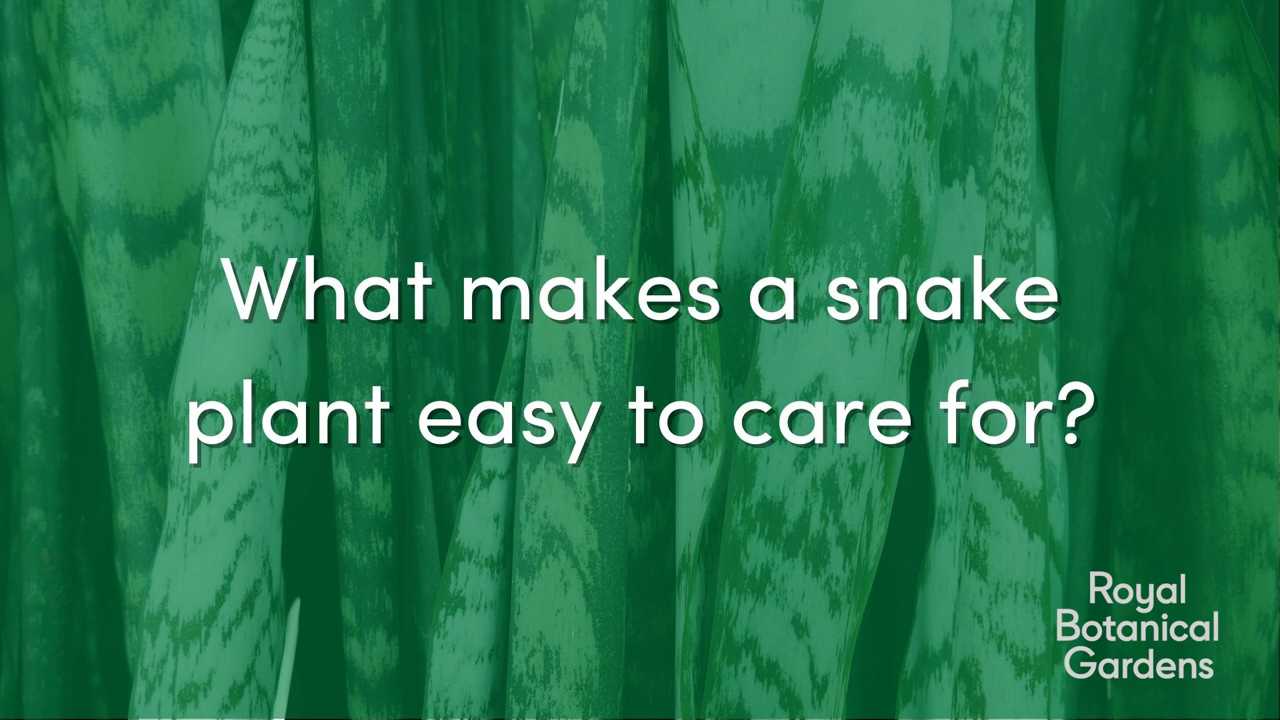 What makes a snake
plant easy to care for?
Royal
Botanical
Gardens